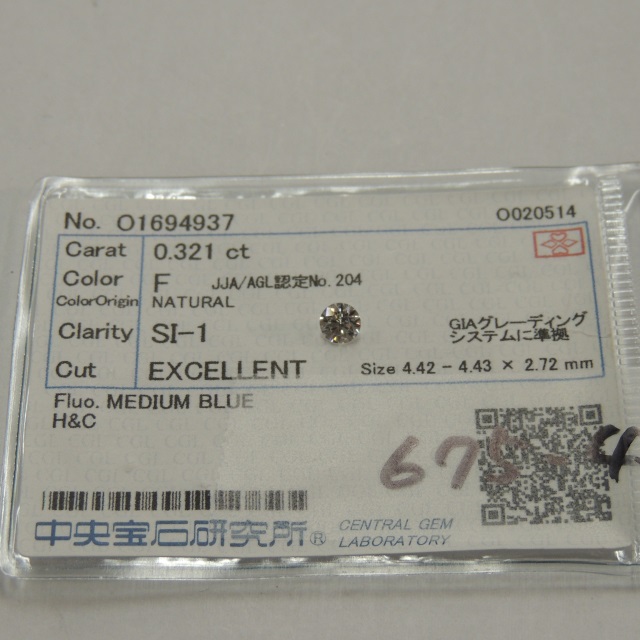 No. O1694937 O020514
Carat 0.321 ct
Color F JJA/AGL認定No.204
ColorOrigin NATURAL
Clarity SI-1 GIAグレーディング
システムに準拠
Cut EXCELLENT Size 4.42 - 4.43 × 2.72 mm
Fluo. MEDIUM BLUE
H&C
中央宝石研究所® CENTRAL GEM
LABORATORY